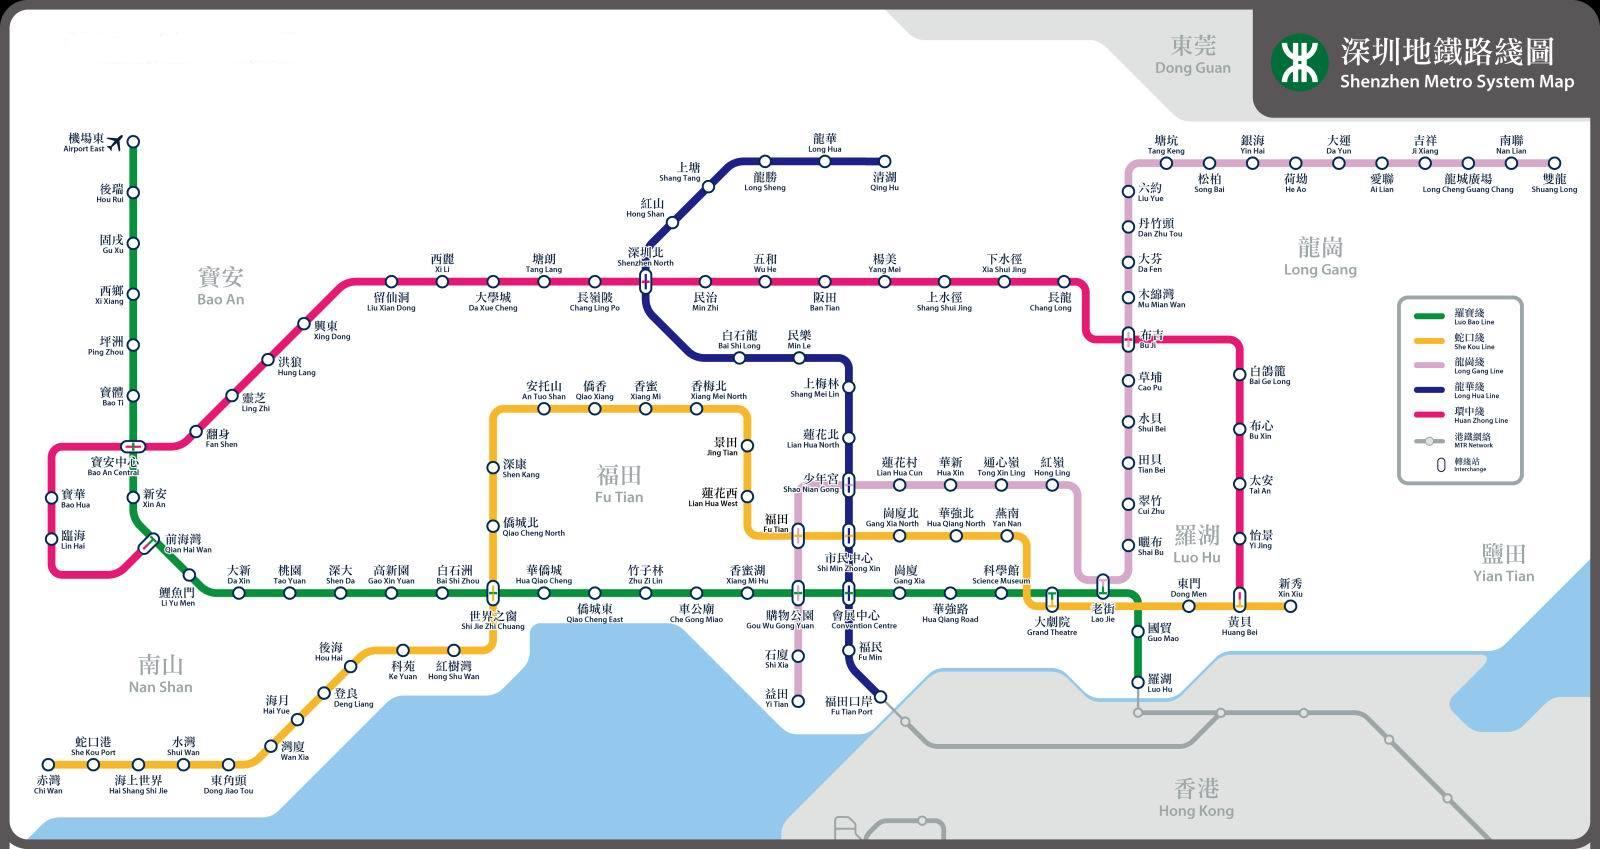 深圳地鐵路綫圖
Shenzhen Metro System Map
東莞
Dong Guan
機場東
Airport East
後瑞
Hou Rui
固戍
Gu Xu
西鄉
Xi Xiang
坪洲
Ping Zhou
寶體
Bao Ti
寶安中心
Bao An Central
寶安
Bao An
新安
Xin An
寶華
Bao Hua
臨海
Lin Hai
前海灣
Qian Hai Wan
鯉魚門
Li Yu Men
大新
Da Xin
桃園
Tao Yuan
深大
Shen Da
高新園
Gao Xin Yuan
白石洲
Bai Shi Zhou
世界之窗
Shi Jie Zhi Chuang
華僑城
Hua Qiao Cheng
僑城東
Qiao Cheng East
竹子林
Zhu Zi Lin
車公廟
Che Gong Miao
香蜜湖
Xiang Mi Hu
購物公園
Gou Wu Gong Yuan
會展中心
Convention Centre
崗廈
Gang Xia
華強路
Hua Qiang Road
科學館
Science Museum
大劇院
Grand Theatre
老街
Lao Jie
國貿
Guo Mao
羅湖
Luo Hu
翻身
Fan Shen
靈芝
Ling Zhi
洪狼
Hung Lang
興東
Xing Dong
留仙洞
Liu Xian Dong
西麗
Xi Li
大學城
Da Xue Cheng
塘朗
Tang Lang
長嶺陂
Chang Ling Po
深圳北
Shenzhen North
民治
Min Zhi
五和
Wu He
阪田
Ban Tian
楊美
Yang Mei
上水徑
Shang Shui Jing
下水徑
Xia Shui Jing
長龍
Chang Long
布吉
Bu Ji
白鴿籠
Bai Ge Long
布心
Bu Xin
太安
Tai An
怡景
Yi Jing
黃貝
Huang Bei
東門
Dong Men
新秀
Xin Xiu
紅山
Hong Shan
上塘
Shang Tang
龍勝
Long Sheng
龍華
Long Hua
清湖
Qing Hu
白石龍
Bai Shi Long
民樂
Min Le
上梅林
Shang Mei Lin
蓮花北
Lian Hua North
少年宮
Shao Nian Gong
市民中心
Shi Min Zhong Xin
福民
Fu Min
福田口岸
Fu Tian Port
安托山
An Tuo Shan
僑香
Qiao Xiang
香蜜
Xiang Mi
香梅北
Xiang Mei North
景田
Jing Tian
蓮花西
Lian Hua West
福田
Fu Tian
深康
Shen Kang
僑城北
Qiao Cheng North
福田
Fu Tian
崗廈北
Gang Xia North
華強北
Hua Qiang North
燕南
Yan Nan
蓮花村
Lian Hua Cun
華新
Hua Xin
通心嶺
Tong Xin Ling
紅嶺
Hong Ling
石廈
Shi Xia
益田
Yi Tian
紅樹灣
Hong Shu Wan
科苑
Ke Yuan
後海
Hou Hai
登良
Deng Liang
海月
Hai Yue
灣廈
Wan Xia
東角頭
Dong Jiao Tou
水灣
Shui Wan
海上世界
Hai Shang Shi Jie
蛇口港
She Kou Port
赤灣
Chi Wan
南山
Nan Shan
塘坑
Tang Keng
松柏
Song Bai
銀海
Yin Hai
荷坳
He Ao
大運
Da Yun
愛聯
Ai Lian
吉祥
Ji Xiang
龍城廣場
Long Cheng Guang Chang
南聯
Nan Lian
雙龍
Shuang Long
六約
Liu Yue
丹竹頭
Dan Zhu Tou
大芬
Da Fen
木綿灣
Mu Mian Wan
草埔
Cao Pu
水貝
Shui Bei
田貝
Tian Bei
翠竹
Cui Zhu
曬布
Shai Bu
龍崗
Long Gang
羅湖
Luo Hu
鹽田
Yian Tian
香港
Hong Kong
羅寶綫
Luo Bao Line
蛇口綫
She Kou Line
龍崗綫
Long Gang Line
龍華綫
Long Hua Line
環中綫
Huan Zhong Line
港鐵網絡
MTR Network
轉綫站
Interchange